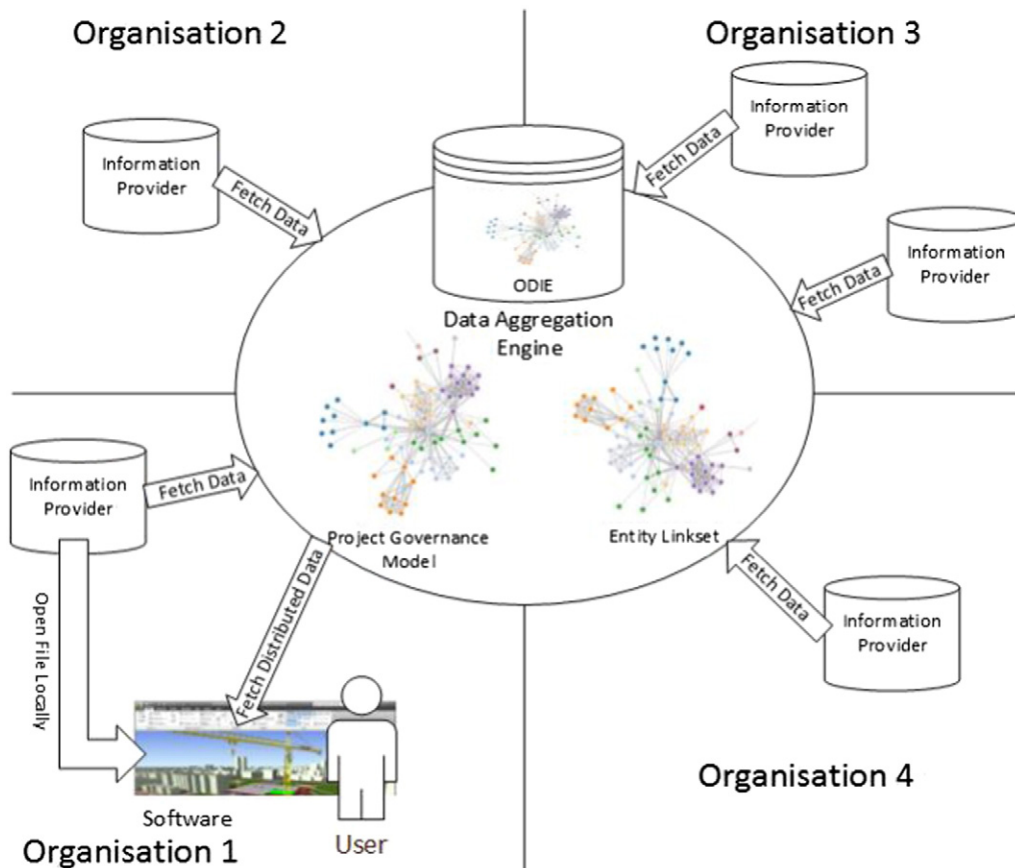 Organisation 2
Organisation 3
Information
Provider
Fetch Data
Information
Provider
Fetch Data
Information
Provider
Fetch Data
ODIE
Data Aggregation
Engine
Information
Provider
Fetch Data
Project Governance
Model
Entity Linkset
Open File Locally
Fetch Distributed Data
Fetch Data
Information
Provider
Software
User
Organisation 1
Organisation 4